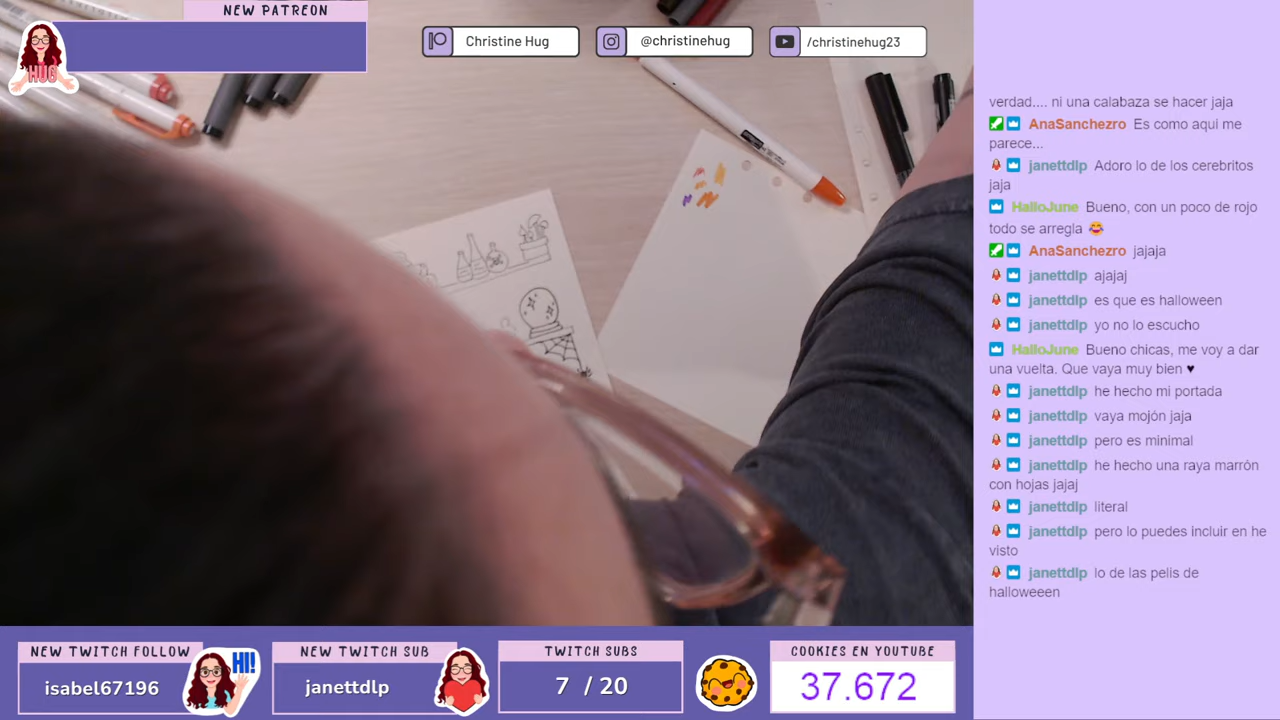 NEW PATREON
HUG
Christine Hug
@christinehug
/christinehug23
verdad.... ni una calabaza se hacer jaja
AnaSanchezro Es como aqui me
parece...
janettdlp Adoro lo de los cerebritos
jaja
HalloJune Bueno, con un poco de rojo
todo se arregla 😂
AnaSanchezro jajaja
janettdlp ajajaj
janettdlp es que es halloween
janettdlp yo no lo escucho
HalloJune Bueno chicas, me voy a dar
una vuelta. Que vaya muy bien ♥
janettdlp he hecho mi portada
janettdlp vaya mojón jaja
janettdlp pero es minimal
janettdlp he hecho una raya marrón
con hojas jajaj
janettdlp literal
janettdlp pero lo puedes incluir en he
visto
janettdlp lo de las pelis de
halloweeen
NEW TWITCH FOLLOW
isabel67196
HI!
NEW TWITCH SUB
janettdlp
TWITCH SUBS
7 / 20
COOKIES EN YOUTUBE
37.672